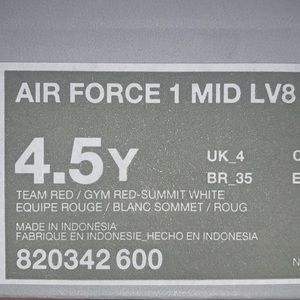 AIR FORCE 1 MID LV8
4.5Y
UK_4
BR_35
TEAM RED / GYM RED-SUMMIT WHITE
EQUIPE ROUGE / BLANC SOMMET / ROUG
MADE IN INDONESIA
FABRIQUE EN INDONESIE_HECHO EN INDONESIA
820342 600